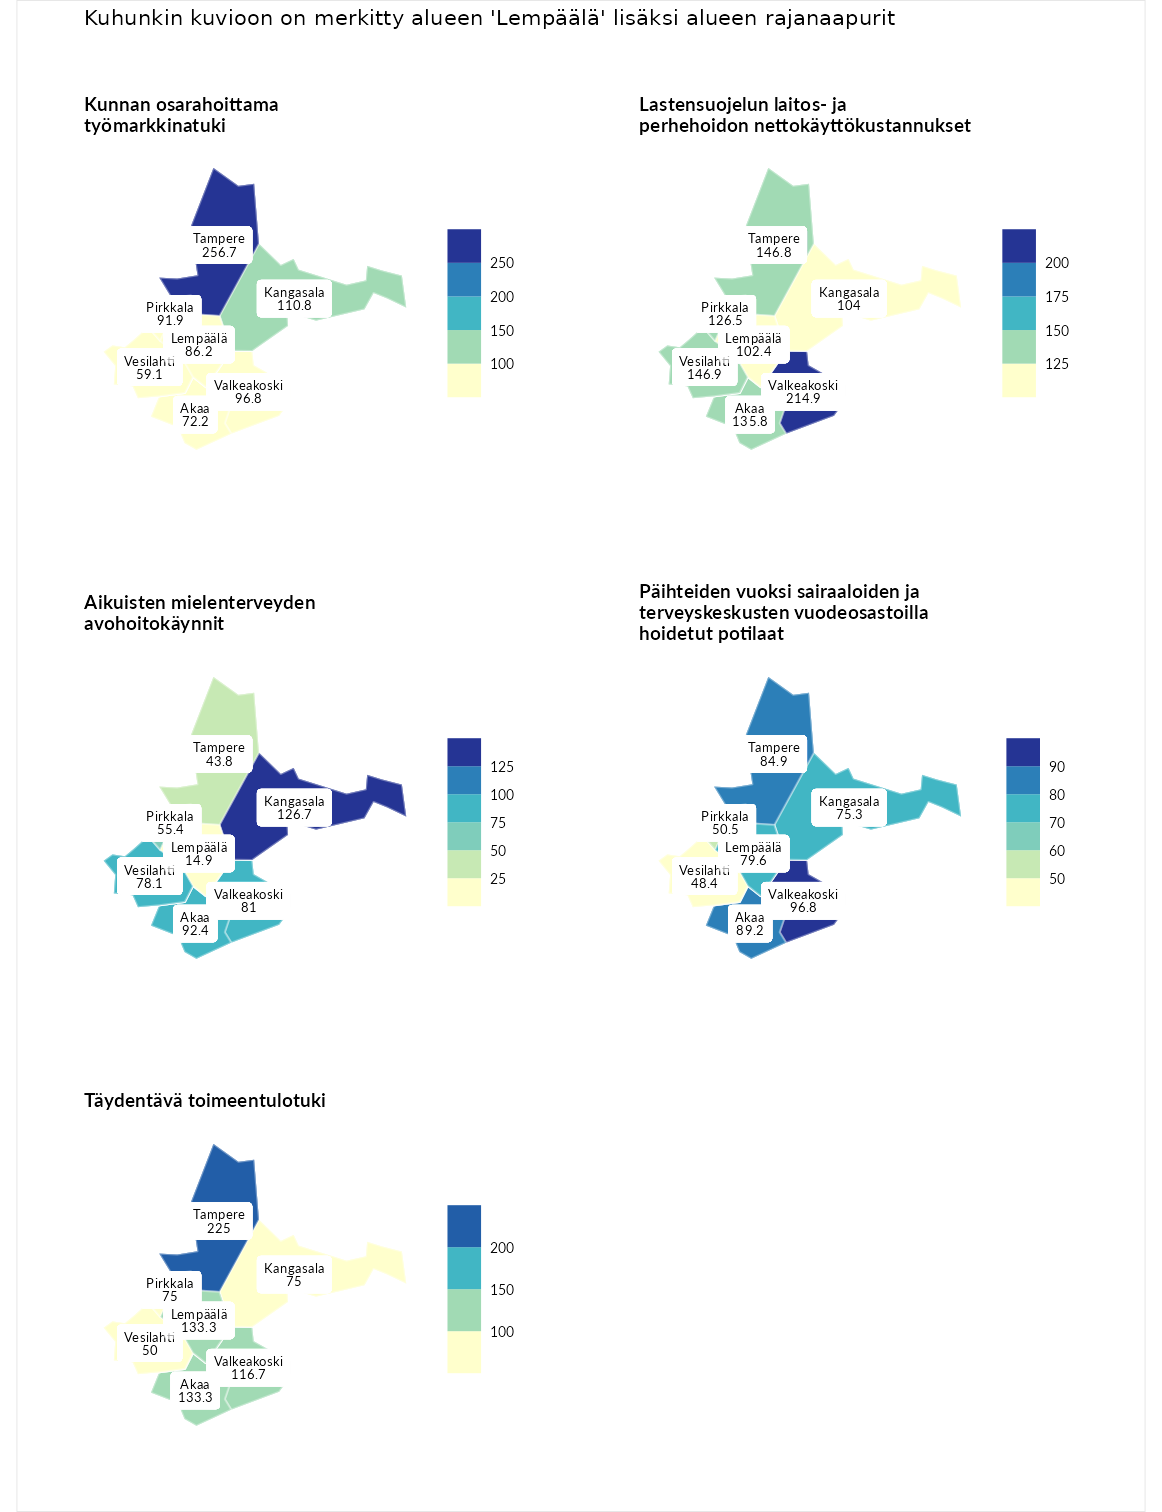 Kuhunkin kuvioon on merkitty alueen 'Lempäälä' lisäksi alueen rajanaapurit
Kunnan osarahoittama
työmarkkinatuki
Tampere
256.7
Kangasala
110.8
Pirkkala
91.9
Lempäälä
86.2
Vesilahti
59.1
Valkeakoski
96.8
Akaa
72.2
250
200
150
100
Lastensuojelun laitos- ja
perhehoidon nettokäyttökustannukset
Tampere
146.8
Kangasala
104
Pirkkala
126.5
Lempäälä
102.4
Vesilahti
146.9
Valkeakoski
214.9
Akaa
135.8
200
175
150
125
Aikuisten mielenterveyden
avohoitokäynnit
Tampere
43.8
Kangasala
126.7
Pirkkala
55.4
Lempäälä
14.9
Vesilahti
78.1
Valkeakoski
81
Akaa
92.4
125
100
75
50
25
Päihteiden vuoksi sairaaloiden ja
terveyskeskusten vuodeosastoilla
hoidetut potilaat
Tampere
84.9
Kangasala
75.3
Pirkkala
50.5
Lempäälä
79.6
Vesilahti
48.4
Valkeakoski
96.8
Akaa
89.2
90
80
70
60
50
Täydentävä toimeentulotuki
Tampere
225
Kangasala
75
Pirkkala
75
Lempäälä
133.3
Vesilahti
50
Valkeakoski
116.7
Akaa
133.3
200
150
100